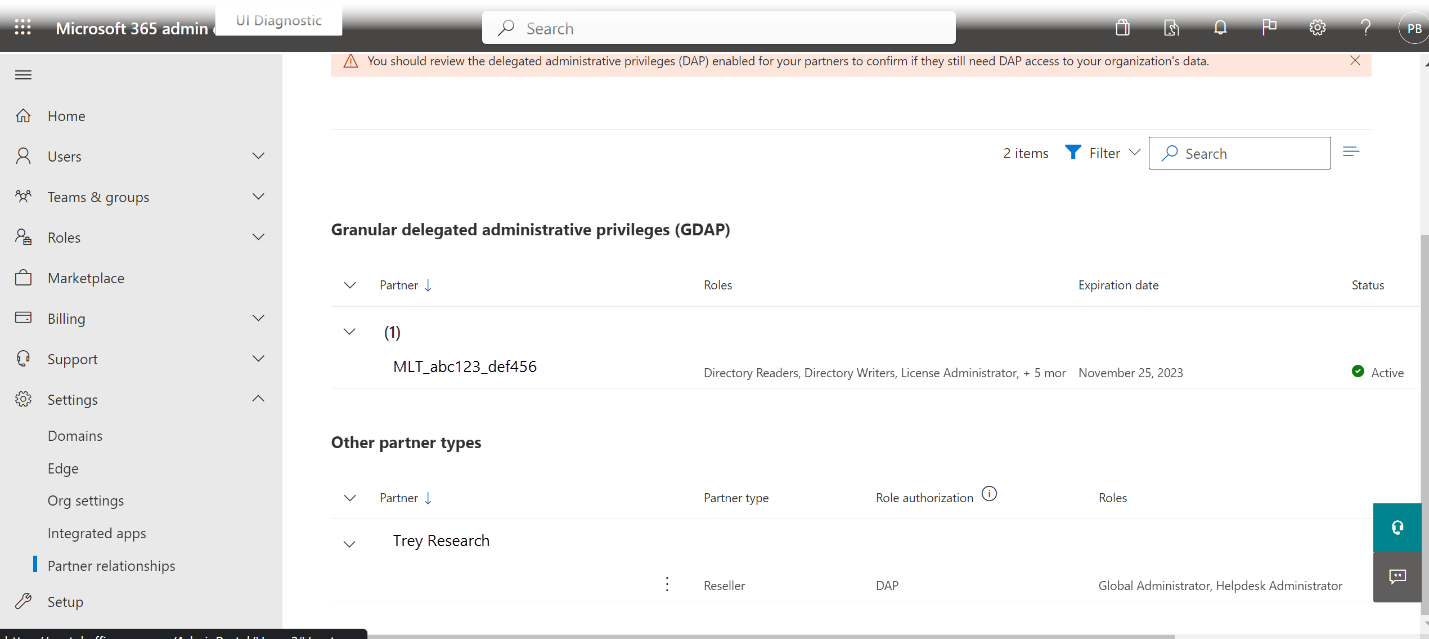 Microsoft 365 admin
UI Diagnostic
Search
PB
You should review the delegated administrative privileges (DAP) enabled for your partners to confirm if they still need DAP access to your organization's data.
Home
Users
Teams & groups
Roles
Marketplace
Billing
Support
Settings
Domains
Edge
Org settings
Integrated apps
Partner relationships
Setup
2 items Filter Search
Granular delegated administrative privileges (GDAP)
Partner ↓ Roles Expiration date Status
(1)
MLT_abc123_def456
Directory Readers, Directory Writers, License Administrator, + 5 mor November 25, 2023 Active
Other partner types
Partner ↓ Partner type Role authorization Roles
Trey Research
Reseller DAP Global Administrator, Helpdesk Administrator